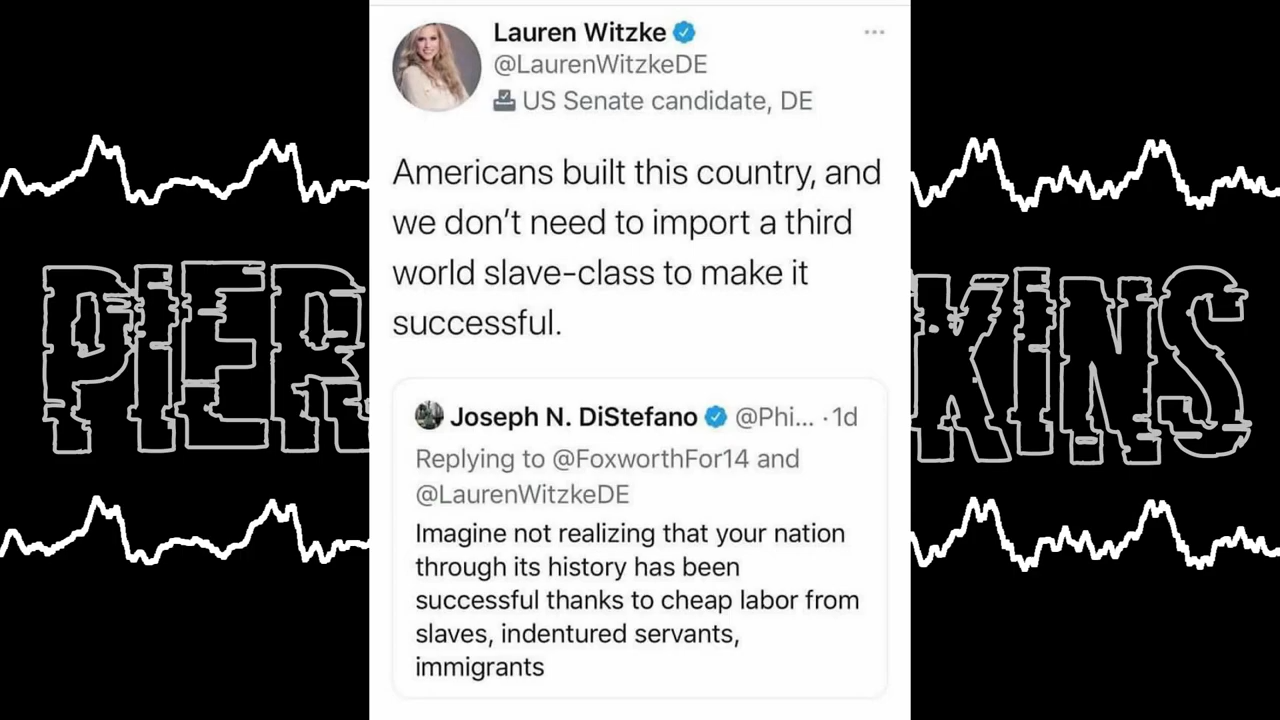 Lauren Witzke
@LaurenWitzkeDE
US Senate candidate, DE
Americans built this country, and
we don't need to import a third
world slave-class to make it
successful.
PIER
KINS
Joseph N. DiStefano @Phi... · 1d
Replying to @FoxworthFor14 and
@LaurenWitzkeDE
Imagine not realizing that your nation
through its history has been
successful thanks to cheap labor from
slaves, indentured servants,
immigrants